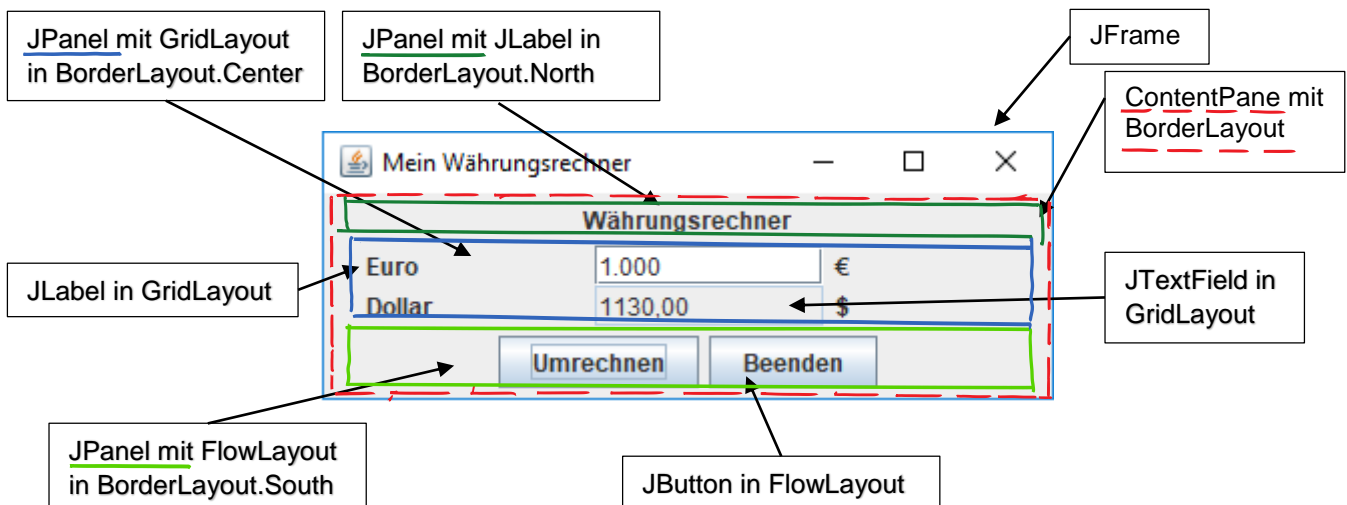 JPanel mit GridLayout
in BorderLayout.Center
JPanel mit JLabel in
BorderLayout.North
JFrame
ContentPane mit
BorderLayout
Mein Währungsrechner
Währungsrechner
Euro
1.000
€
Dollar
1130,00
$
JLabel in GridLayout
JTextField in
GridLayout
Umrechnen
Beenden
JPanel mit FlowLayout
in BorderLayout.South
JButton in FlowLayout